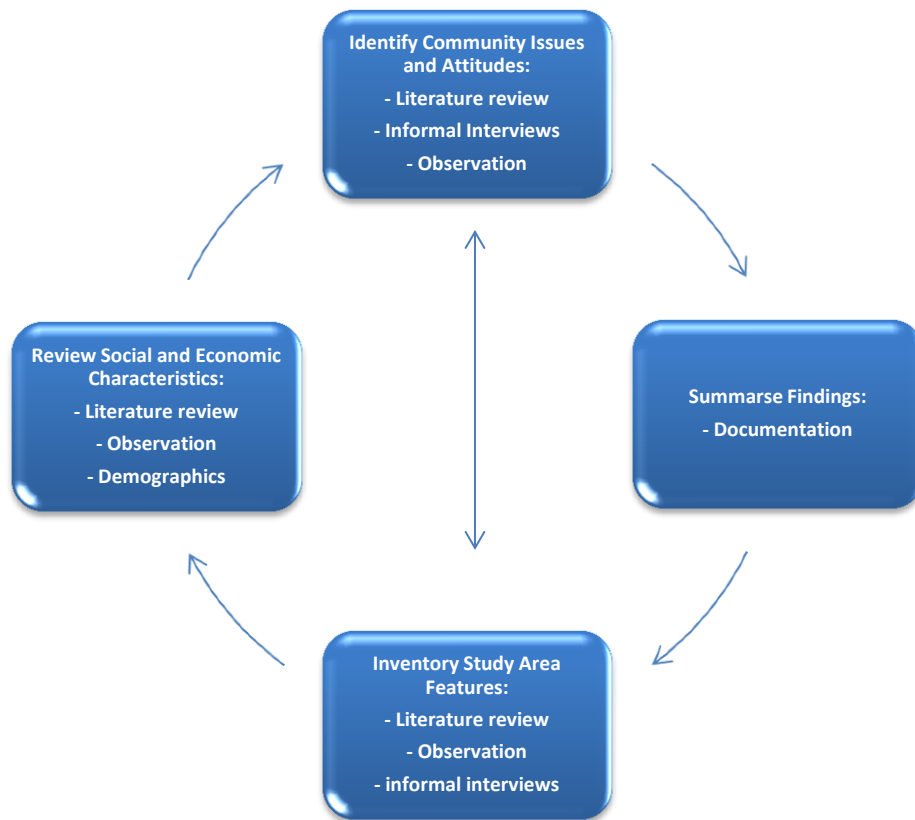 Identify Community Issues
and Attitudes:
- Literature review
- Informal Interviews
- Observation
Review Social and Economic
Characteristics:
- Literature review
- Observation
- Demographics
Summarse Findings:
- Documentation
Inventory Study Area
Features:
- Literature review
- Observation
- informal interviews